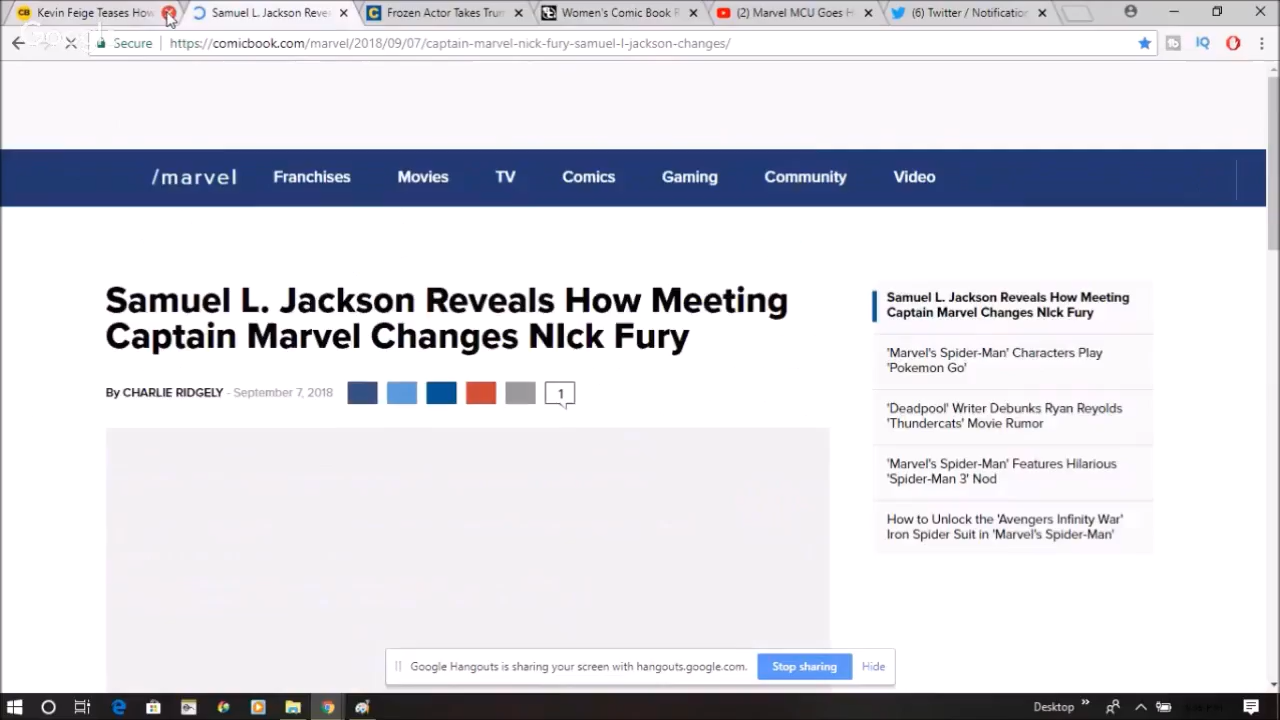 Kevin Feige Teases How
Samuel L. Jackson Reve
Frozen Actor Takes Trum
Women's Comic Book R
(2) Marvel MCU Goes H
(6) Twitter / Notification
Secure
https://comicbook.com/marvel/2018/09/07/captain-marvel-nick-fury-samuel-l-jackson-changes/
/marvel
Franchises
Movies
TV
Comics
Gaming
Community
Video
Samuel L. Jackson Reveals How Meeting
Captain Marvel Changes NIck Fury
By CHARLIE RIDGELY - September 7, 2018
1
Samuel L. Jackson Reveals How Meeting
Captain Marvel Changes NIck Fury
'Marvel's Spider-Man' Characters Play
'Pokemon Go'
'Deadpool' Writer Debunks Ryan Reyolds
'Thundercats' Movie Rumor
'Marvel's Spider-Man' Features Hilarious
'Spider-Man 3' Nod
How to Unlock the 'Avengers Infinity War'
Iron Spider Suit in 'Marvel's Spider-Man'
Google Hangouts is sharing your screen with hangouts.google.com.
Stop sharing
Hide
Desktop